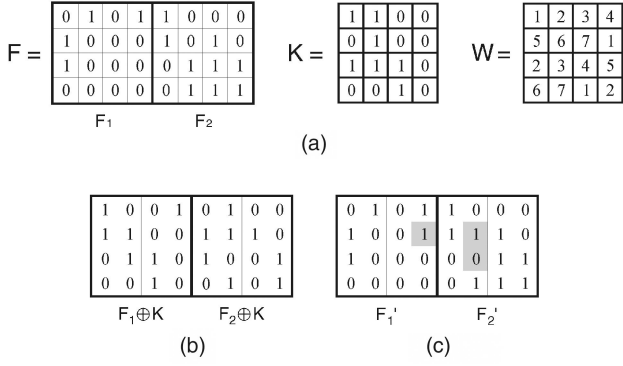 F = 0 1 0 1 1 0 0 0
1 0 0 0 1 0 1 0
1 0 0 0 0 1 1 1
0 0 0 0 0 1 1 1
F₁ F₂
K = 1 1 0 0
0 1 0 0
1 1 1 0
0 0 1 0
W = 1 2 3 4
5 6 7 1
2 3 4 5
6 7 1 2
(a)
1 0 0 1 0 1 0 0
1 1 0 0 1 1 1 0
0 1 1 0 1 0 0 1
0 0 1 0 0 1 0 1
F₁⊕K F₂⊕K
(b)
0 1 0 1 1 0 0 0
1 0 0 1 1 1 1 0
1 0 0 0 0 0 1 1
0 0 0 0 0 1 1 1
F₁' F₂'
(c)